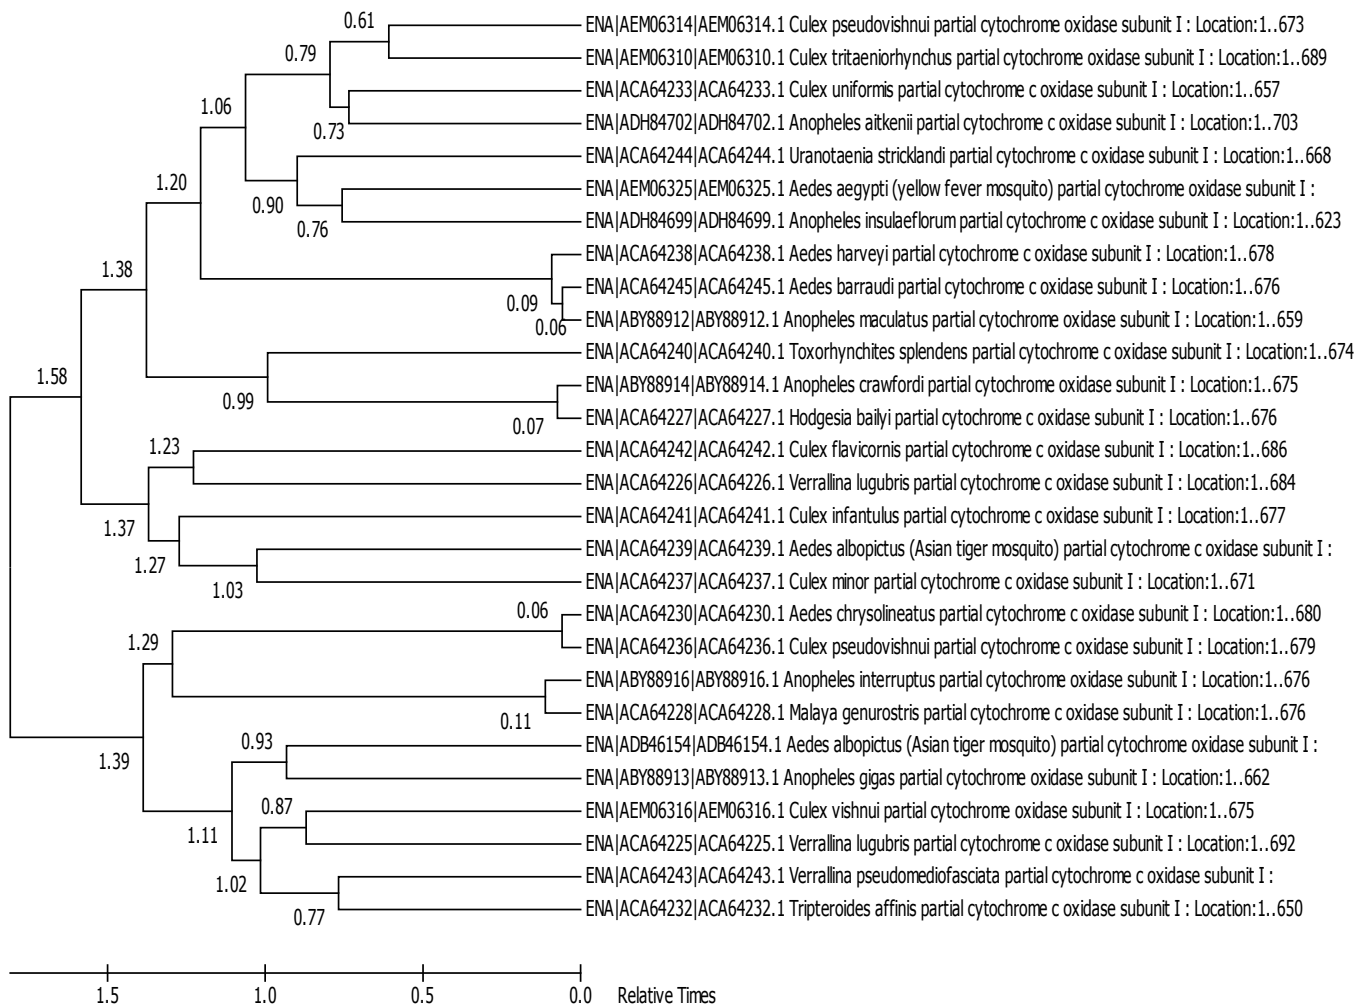 0.61
ENA|AEM06314|AEM06314.1 Culex pseudovishnui partial cytochrome oxidase subunit I : Location:1..673
0.79
ENA|AEM06310|AEM06310.1 Culex tritaeniorhynchus partial cytochrome oxidase subunit I : Location:1..689
ENA|ACA64233|ACA64233.1 Culex uniformis partial cytochrome c oxidase subunit I : Location:1..657
1.06
0.73
ENA|ADH84702|ADH84702.1 Anopheles aitkenii partial cytochrome c oxidase subunit I : Location:1..703
ENA|ACA64244|ACA64244.1 Uranotaenia stricklandi partial cytochrome c oxidase subunit I : Location:1..668
1.20
0.90
ENA|AEM06325|AEM06325.1 Aedes aegypti (yellow fever mosquito) partial cytochrome oxidase subunit I :
0.76
ENA|ADH84699|ADH84699.1 Anopheles insulaeflorum partial cytochrome c oxidase subunit I : Location:1..623
ENA|ACA64238|ACA64238.1 Aedes harveyi partial cytochrome c oxidase subunit I : Location:1..678
1.38
ENA|ACA64245|ACA64245.1 Aedes barraudi partial cytochrome c oxidase subunit I : Location:1..676
0.09
0.06
ENA|ABY88912|ABY88912.1 Anopheles maculatus partial cytochrome oxidase subunit I : Location:1..659
ENA|ACA64240|ACA64240.1 Toxorhynchites splendens partial cytochrome c oxidase subunit I : Location:1..674
1.58
ENA|ABY88914|ABY88914.1 Anopheles crawfordi partial cytochrome oxidase subunit I : Location:1..675
0.99
0.07
ENA|ACA64227|ACA64227.1 Hodgesia bailyi partial cytochrome c oxidase subunit I : Location:1..676
1.23
ENA|ACA64242|ACA64242.1 Culex flavicornis partial cytochrome c oxidase subunit I : Location:1..686
ENA|ACA64226|ACA64226.1 Verrallina lugubris partial cytochrome c oxidase subunit I : Location:1..684
1.37
ENA|ACA64241|ACA64241.1 Culex infantulus partial cytochrome c oxidase subunit I : Location:1..677
1.27
ENA|ACA64239|ACA64239.1 Aedes albopictus (Asian tiger mosquito) partial cytochrome c oxidase subunit I :
1.03
ENA|ACA64237|ACA64237.1 Culex minor partial cytochrome c oxidase subunit I : Location:1..671
0.06
ENA|ACA64230|ACA64230.1 Aedes chrysolineatus partial cytochrome c oxidase subunit I : Location:1..680
1.29
ENA|ACA64236|ACA64236.1 Culex pseudovishnui partial cytochrome c oxidase subunit I : Location:1..679
ENA|ABY88916|ABY88916.1 Anopheles interruptus partial cytochrome oxidase subunit I : Location:1..676
0.11
ENA|ACA64228|ACA64228.1 Malaya genurostris partial cytochrome c oxidase subunit I : Location:1..676
0.93
ENA|ADB46154|ADB46154.1 Aedes albopictus (Asian tiger mosquito) partial cytochrome oxidase subunit I :
1.39
ENA|ABY88913|ABY88913.1 Anopheles gigas partial cytochrome oxidase subunit I : Location:1..662
0.87
ENA|AEM06316|AEM06316.1 Culex vishnui partial cytochrome oxidase subunit I : Location:1..675
1.11
ENA|ACA64225|ACA64225.1 Verrallina lugubris partial cytochrome c oxidase subunit I : Location:1..692
1.02
ENA|ACA64243|ACA64243.1 Verrallina pseudomediofasciata partial cytochrome c oxidase subunit I :
0.77
ENA|ACA64232|ACA64232.1 Tripteroides affinis partial cytochrome c oxidase subunit I : Location:1..650
1.5 1.0 0.5 0.0 Relative Times